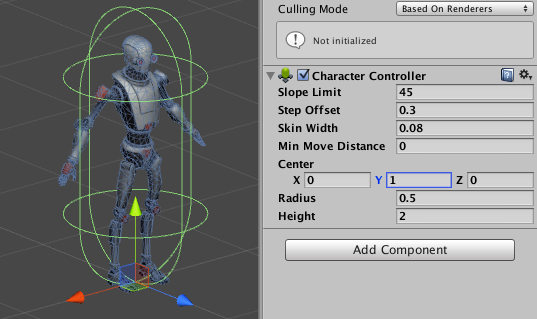 Culling Mode Based On Renderers
Not initialized
Character Controller
Slope Limit 45
Step Offset 0.3
Skin Width 0.08
Min Move Distance 0
Center
X 0 Y 1 Z 0
Radius 0.5
Height 2
Add Component